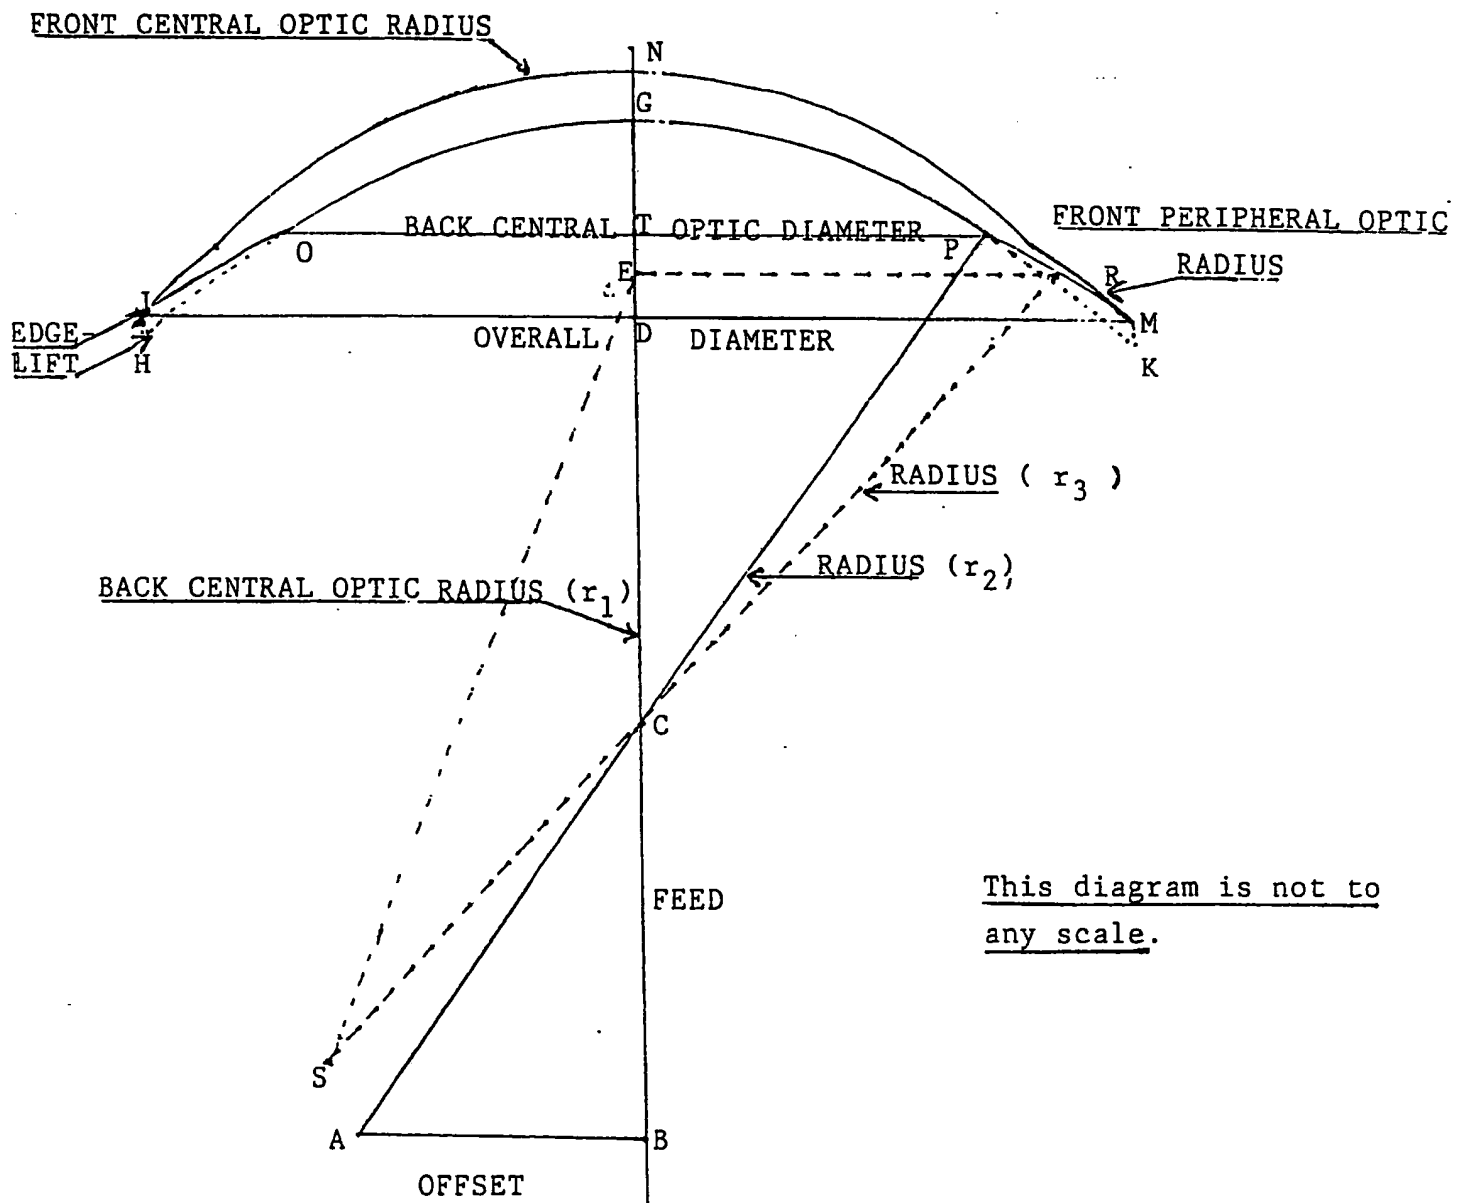 FRONT CENTRAL OPTIC RADIUS
N
G
BACK CENTRAL T OPTIC DIAMETER
FRONT PERIPHERAL OPTIC
RADIUS
O
P
E
R
I
M
EDGE-
LIFT
H
OVERALL D DIAMETER
K
RADIUS ( r3 )
RADIUS (r2)
BACK CENTRAL OPTIC RADIUS (r1)
C
FEED
This diagram is not to
any scale.
S
A
B
OFFSET